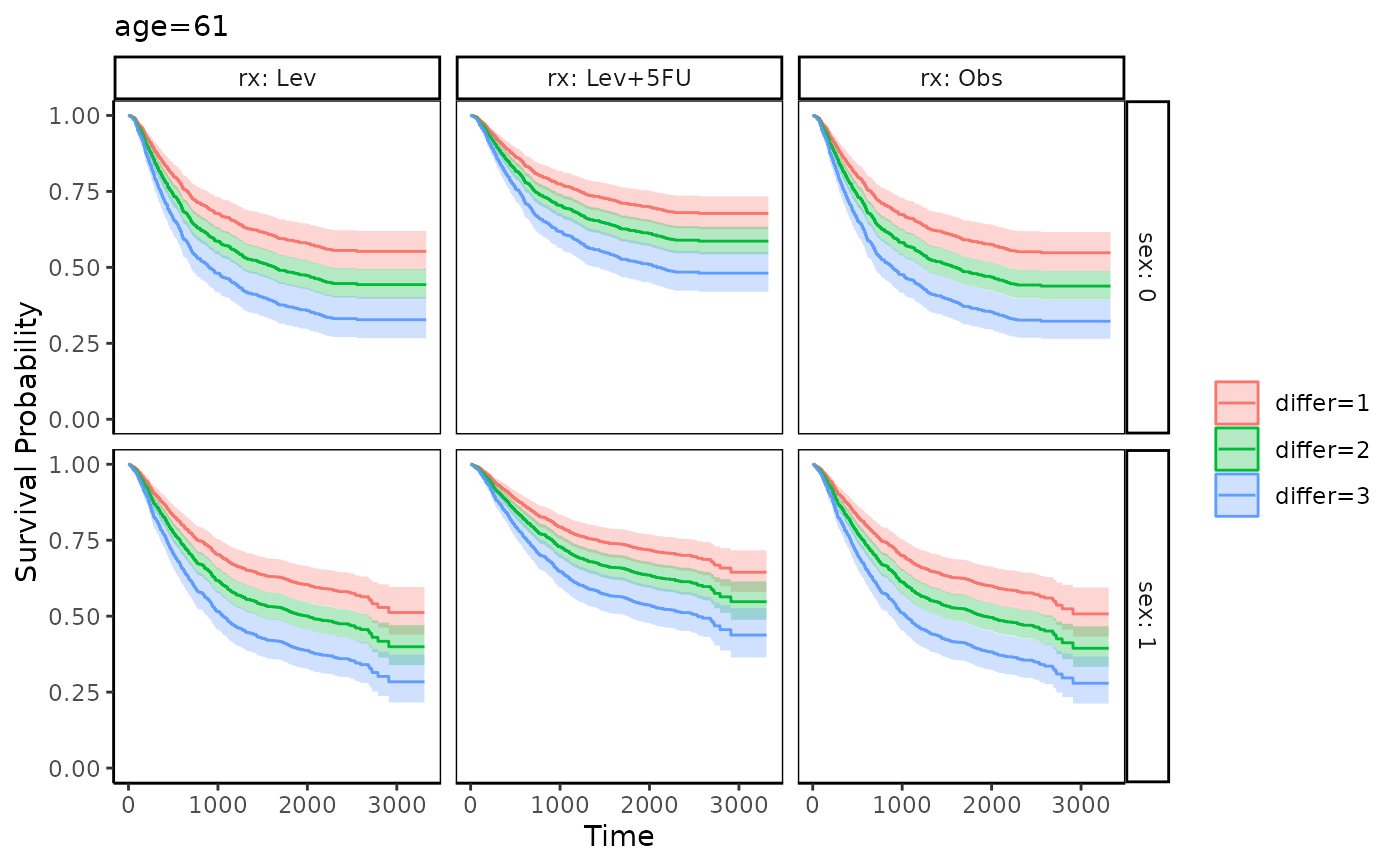 age=61
rx: Lev
rx: Lev+5FU
rx: Obs
Survival Probability
1.00
0.75
0.50
0.25
0.00
sex: 0
1.00
0.75
0.50
0.25
0.00
sex: 1
0 1000 2000 3000
0 1000 2000 3000
0 1000 2000 3000
Time
differ=1
differ=2
differ=3